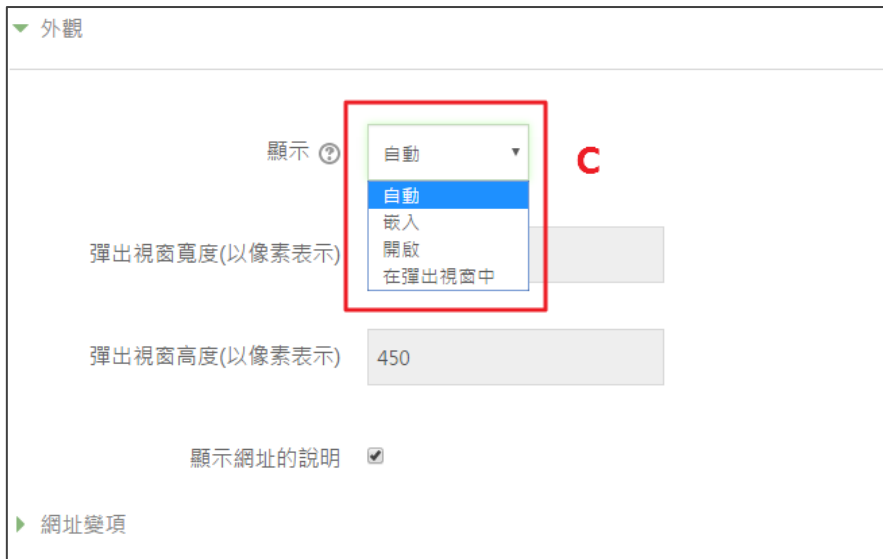 外觀
顯示
自動
C
自動
嵌入
開啟
在彈出視窗中
彈出視窗寬度(以像素表示)
彈出視窗高度(以像素表示)
450
顯示網址的說明
網址變項